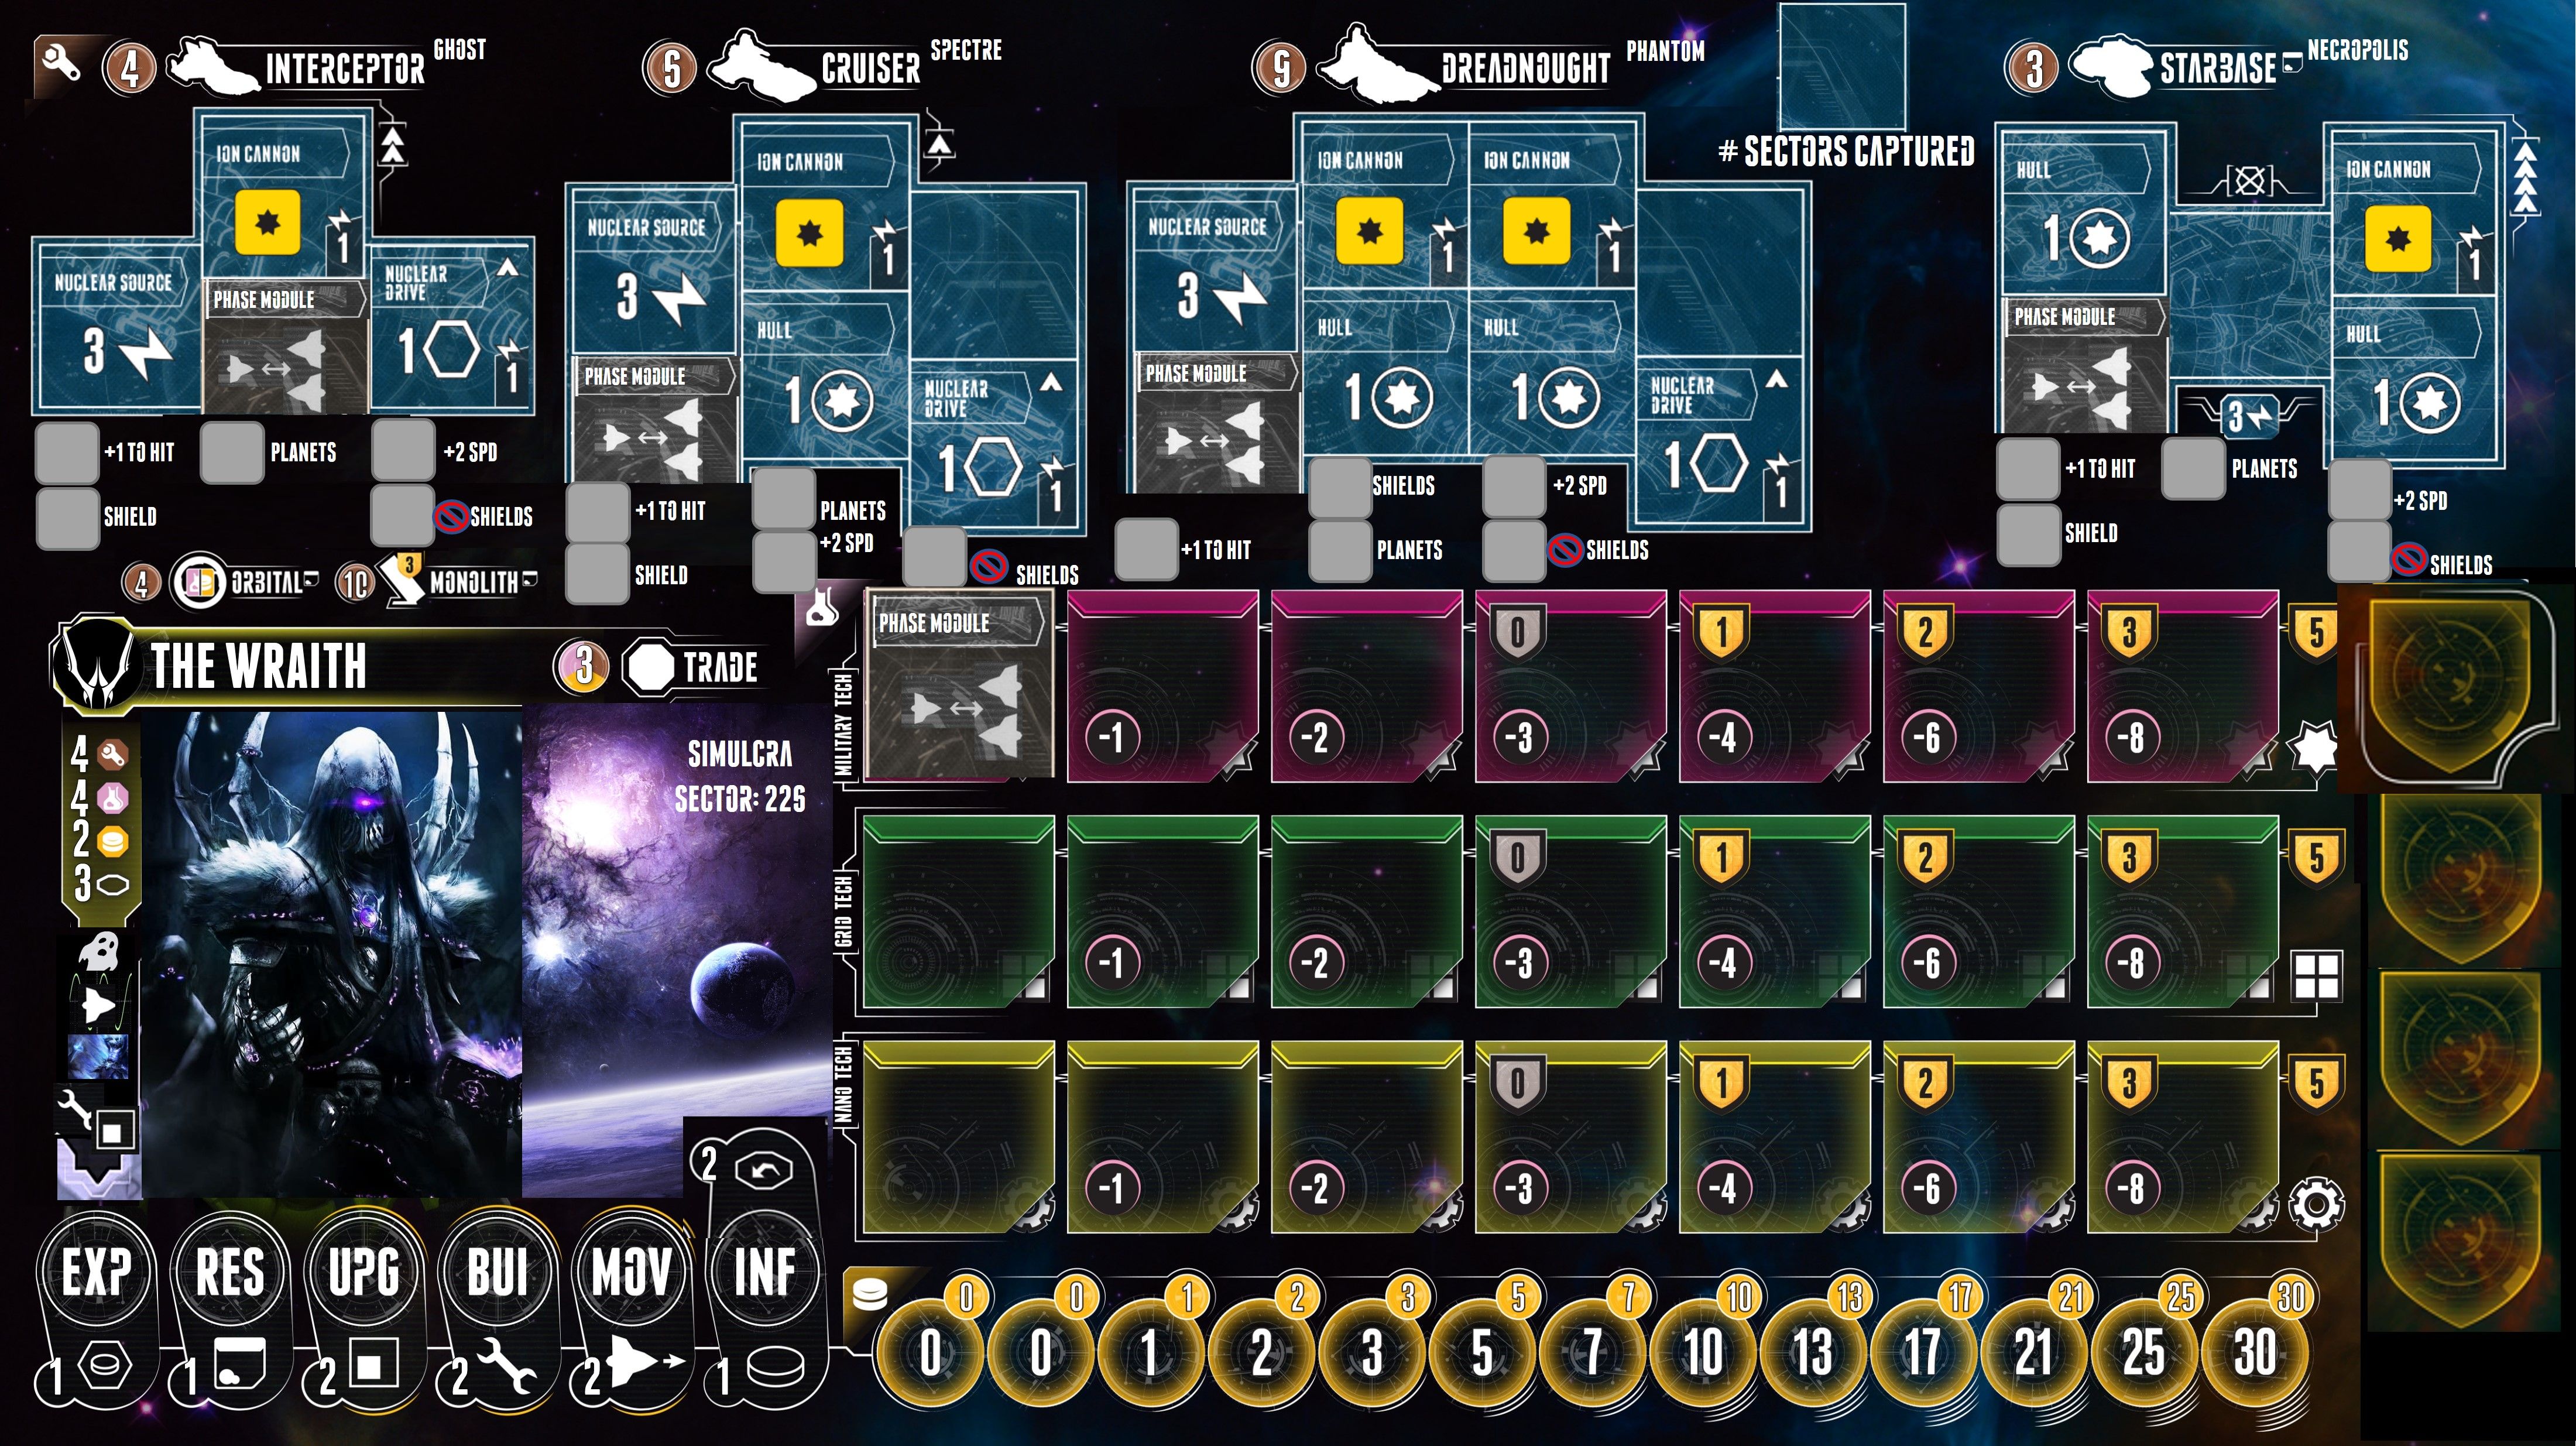 4 INTERCEPTOR GHOST
6 CRUISER SPECTRE
9 DREADNOUGHT PHANTOM
3 STARBASE NECROPOLIS
# SECTORS CAPTURED
ION CANNON
1
NUCLEAR SOURCE
3
PHASE MODULE
NUCLEAR
DRIVE
1
1
+1 TO HIT
PLANETS
+2 SPD
SHIELD
SHIELDS
ION CANNON
1
NUCLEAR SOURCE
3
HULL
1
PHASE MODULE
NUCLEAR
DRIVE
1
1
+1 TO HIT
PLANETS
+2 SPD
SHIELD
SHIELDS
ION CANNON
1
ION CANNON
1
NUCLEAR SOURCE
3
HULL
1
HULL
1
PHASE MODULE
NUCLEAR
DRIVE
1
1
SHIELDS
+2 SPD
+1 TO HIT
PLANETS
SHIELDS
HULL
1
ION CANNON
1
PHASE MODULE
HULL
1
3
+1 TO HIT
PLANETS
+2 SPD
SHIELD
SHIELDS
4 ORBITAL
10 3 MONOLITH
THE WRAITH
3 TRADE
4
4
2
3
SIMULCRA
SECTOR: 226
MILITARY TECH
PHASE MODULE
0 1 2 3 5
-1 -2 -3 -4 -6 -8
GRID TECH
0 1 2 3 5
-1 -2 -3 -4 -6 -8
NANO TECH
0 1 2 3 5
-1 -2 -3 -4 -6 -8
2
EXP RES UPG BUI MOV INF
1 1 2 2 2 1
0 0 1 2 3 5 7 10 13 17 21 25 30
0 0 1 2 3 5 7 10 13 17 21 25 30